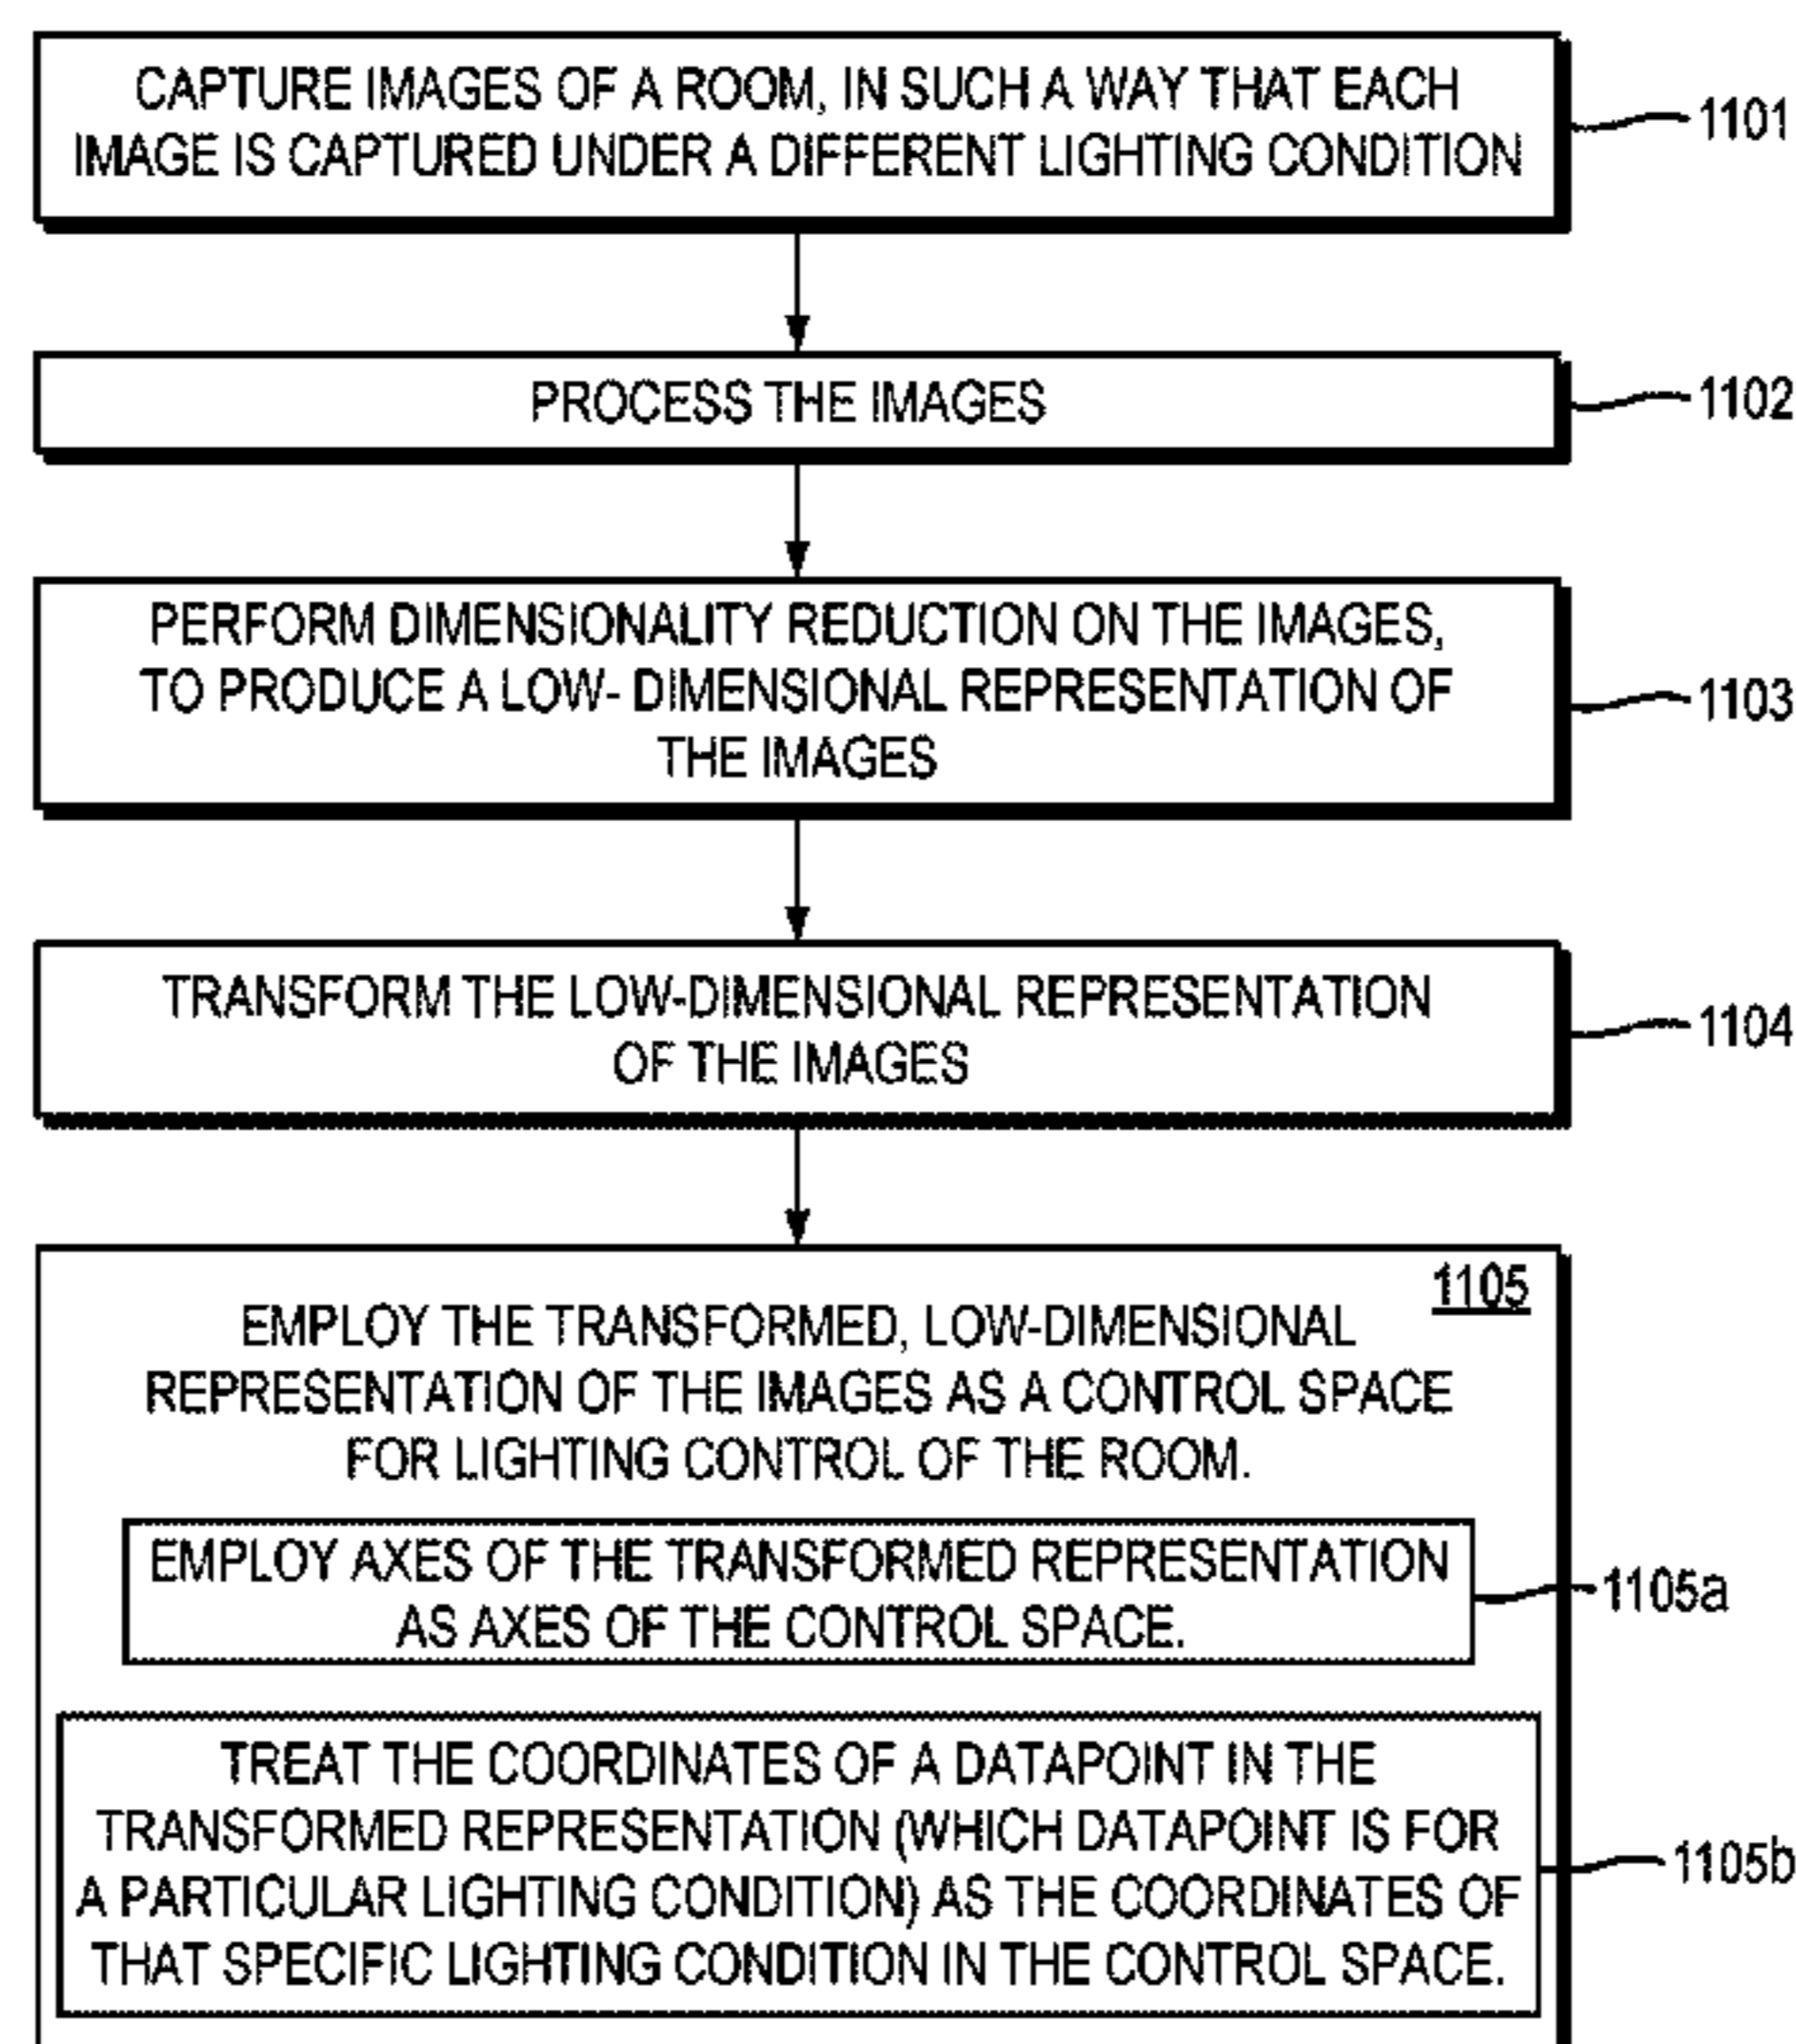 CAPTURE IMAGES OF A ROOM, IN SUCH A WAY THAT EACH
IMAGE IS CAPTURED UNDER A DIFFERENT LIGHTING CONDITION
1101
PROCESS THE IMAGES
1102
PERFORM DIMENSIONALITY REDUCTION ON THE IMAGES,
TO PRODUCE A LOW- DIMENSIONAL REPRESENTATION OF
THE IMAGES
1103
TRANSFORM THE LOW-DIMENSIONAL REPRESENTATION
OF THE IMAGES
1104
1105
EMPLOY THE TRANSFORMED, LOW-DIMENSIONAL
REPRESENTATION OF THE IMAGES AS A CONTROL SPACE
FOR LIGHTING CONTROL OF THE ROOM.
EMPLOY AXES OF THE TRANSFORMED REPRESENTATION
AS AXES OF THE CONTROL SPACE.
1105a
TREAT THE COORDINATES OF A DATAPOINT IN THE
TRANSFORMED REPRESENTATION (WHICH DATAPOINT IS FOR
A PARTICULAR LIGHTING CONDITION) AS THE COORDINATES OF
THAT SPECIFIC LIGHTING CONDITION IN THE CONTROL SPACE.
1105b